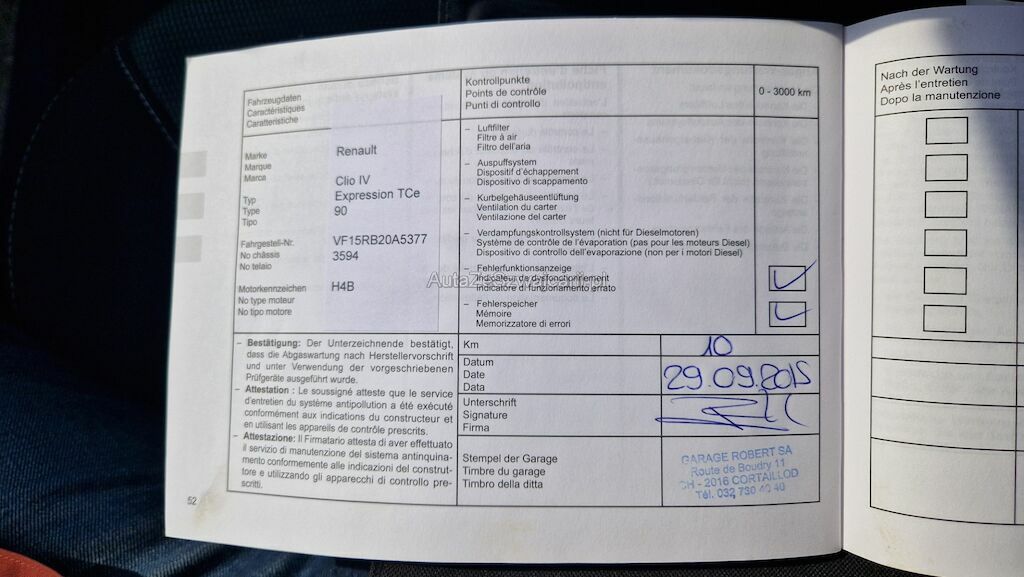 Fahrzeugdaten
Caractéristiques
Caratteristiche
Kontrollpunkte
Points de contrôle
Punti di controllo
0 - 3000 km
Marke
Marque
Marca
Renault
Typ
Type
Tipo
Clio IV
Expression TCe
90
Fahrgestell-Nr.
No châssis
No telaio
VF15RB20A5377
3594
Motorkennzeichen
No type moteur
No tipo motore
H4B
– Luftfilter
Filtre à air
Filtro dell'aria
– Auspuffsystem
Dispositif d'échappement
Dispositivo di scappamento
– Kurbelgehäuseentlüftung
Ventilation du carter
Ventilazione del carter
– Verdampfungskontrollsystem (nicht für Dieselmotoren)
Système de contrôle de l'évaporation (pas pour les moteurs Diesel)
Dispositivo di controllo dell'evaporazione (non per i motori Diesel)
– Fehlerfunktionsanzeige
Indicateur de dysfonctionnement
Indicatore di funzionamento errato
– Fehlerspeicher
Mémoire
Memorizzatore di errori
– Bestätigung: Der Unterzeichnende bestätigt,
dass die Abgaswartung nach Herstellervorschrift
und unter Verwendung der vorgeschriebenen
Prüfgeräte ausgeführt wurde.
– Attestation : Le soussigné atteste que le service
d'entretien du système antipollution a été exécuté
conformément aux indications du constructeur et
en utilisant les appareils de contrôle prescrits.
– Attestazione: Il Firmatario attesta di aver effettuato
il servizio di manutenzione del sistema antinquina-
mento conformemente alle indicazioni del construt-
tore e utilizzando gli apparecchi di controllo pre-
scritti.
Km
10
Datum
Date
Data
29.09.2015
Unterschrift
Signature
Firma
Stempel der Garage
Timbre du garage
Timbro della ditta
GARAGE ROBERT SA
Route de Boudry 11
CH - 2016 CORTAILLOD
Tél. 032 730 40 40
52
Nach der Wartung
Après l'entretien
Dopo la manutenzione